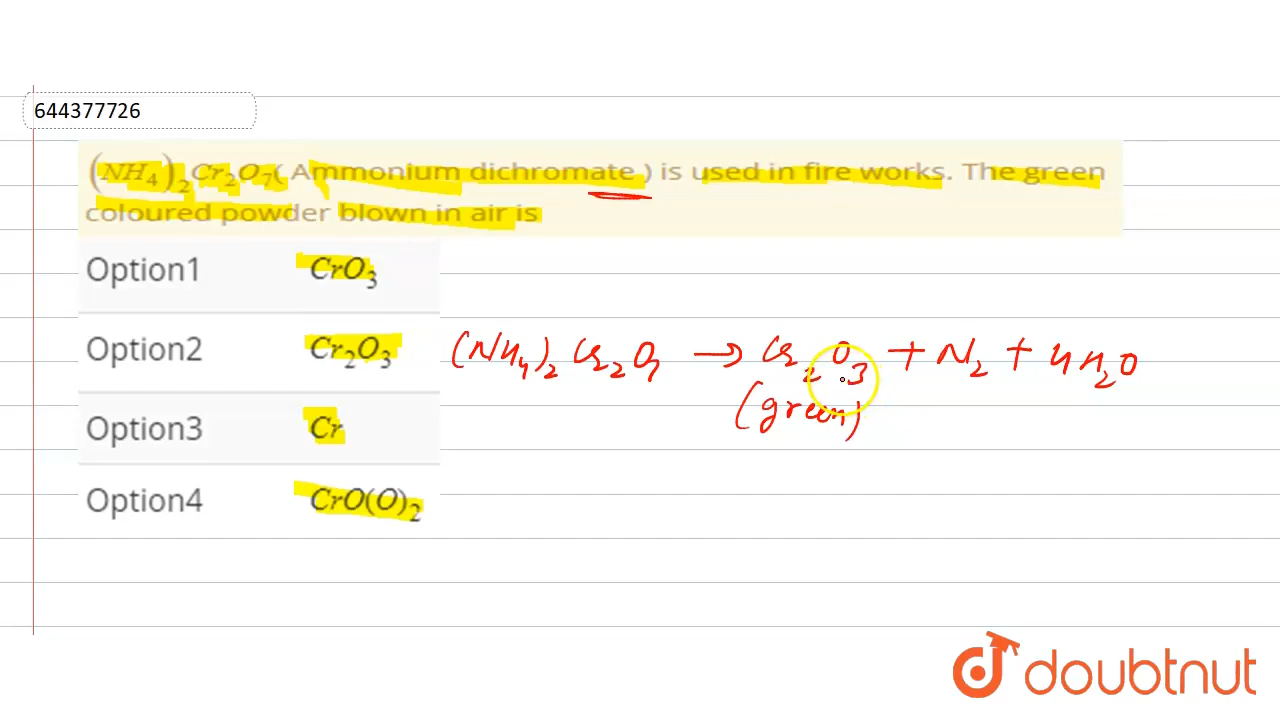 644377726
(NH₄)₂Cr₂O₇( Ammonium dichromate ) is used in fire works. The green
coloured powder blown in air is
Option1 CrO₃
Option2 Cr₂O₃
(NH₄)₂ Cr₂O₇ → Cr₂O₃ + N₂ + 4H₂O
(green)
Option3 Cr
Option4 CrO(O)₂
doubtnut